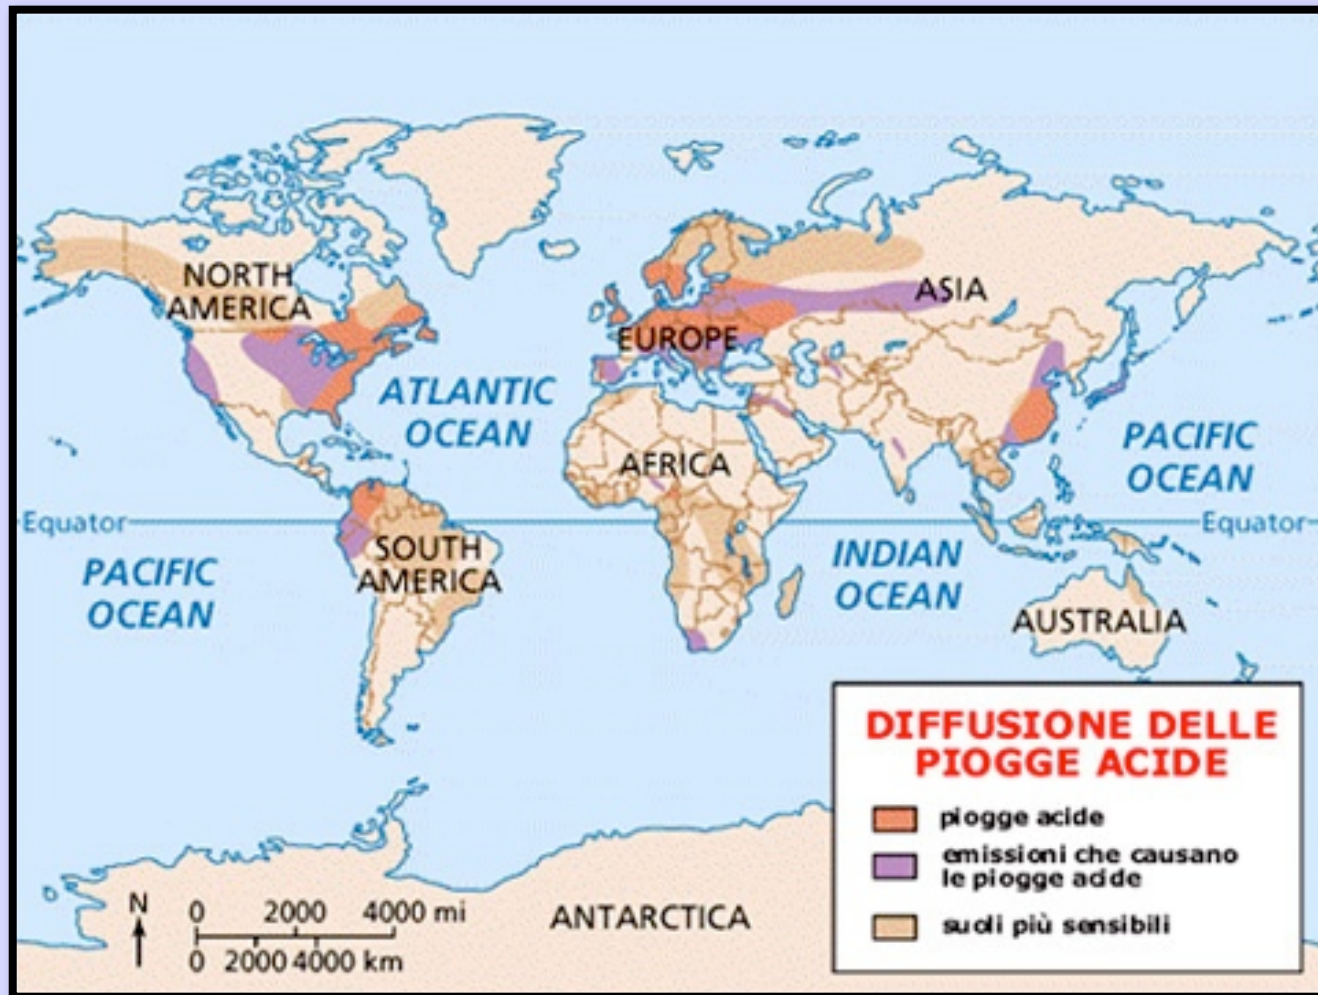 NORTH
AMERICA
ASIA
EUROPE
ATLANTIC
OCEAN
PACIFIC
OCEAN
AFRICA
Equator
Equator
SOUTH
AMERICA
INDIAN
OCEAN
PACIFIC
OCEAN
AUSTRALIA
DIFFUSIONE DELLE
PIOGGE ACIDE
piogge acide
emissioni che causano
le piogge acide
suoli più sensibili
N
0 2000 4000 mi
0 2000 4000 km
ANTARCTICA